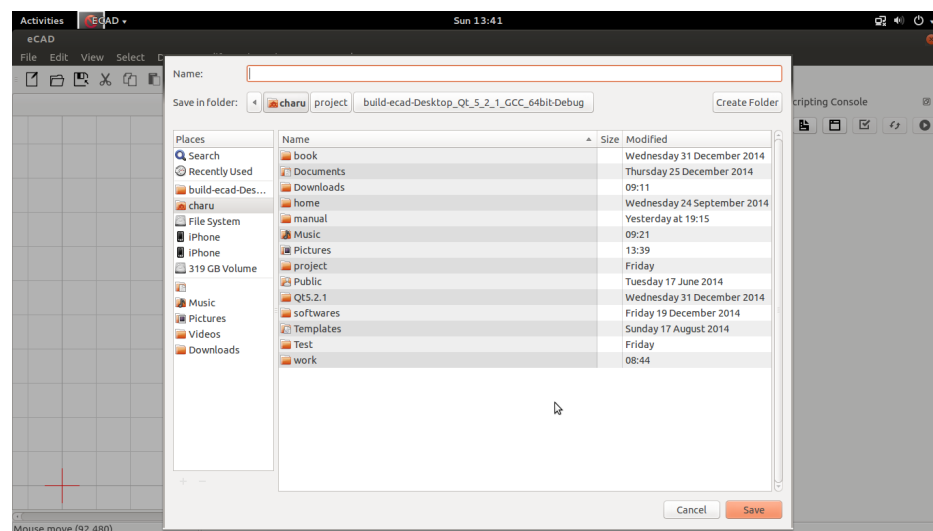 Activities eCAD Sun 13:41
eCAD
File Edit View Select
Name:
Save in folder: charu project build-ecad-Desktop_Qt_5_2_1_GCC_64bit-Debug Create Folder
cripting Console
Places Name Size Modified
Search book Wednesday 31 December 2014
Recently Used Documents Thursday 25 December 2014
build-ecad-Des... Downloads 09:11
charu home Wednesday 24 September 2014
File System manual Yesterday at 19:15
iPhone Music 09:21
iPhone Pictures 13:39
319 GB Volume project Friday
Public Tuesday 17 June 2014
Music Qt5.2.1 Wednesday 31 December 2014
Pictures softwares Friday 19 December 2014
Videos Templates Sunday 17 August 2014
Downloads Test Friday
work 08:44
Cancel Save
Mouse move (92,480)